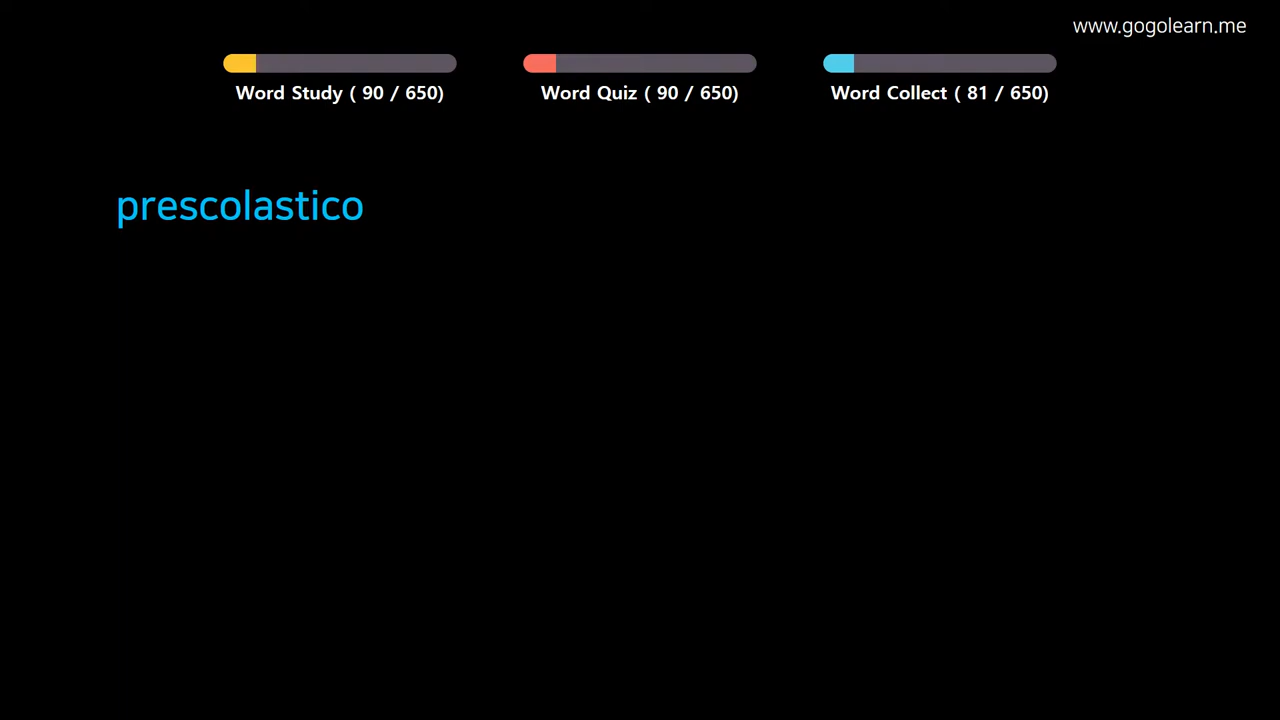 www.gogolearn.me
Word Study ( 90 / 650)
Word Quiz ( 90 / 650)
Word Collect ( 81 / 650)
prescolastico